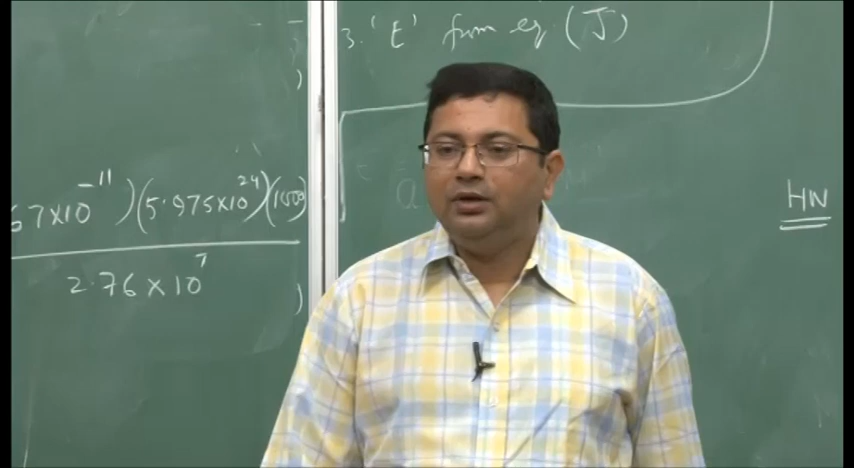 3. 't' from eq. (J)
67×10⁻¹¹)(5.975×10²⁴)(1500)
2.76×10⁷
HN